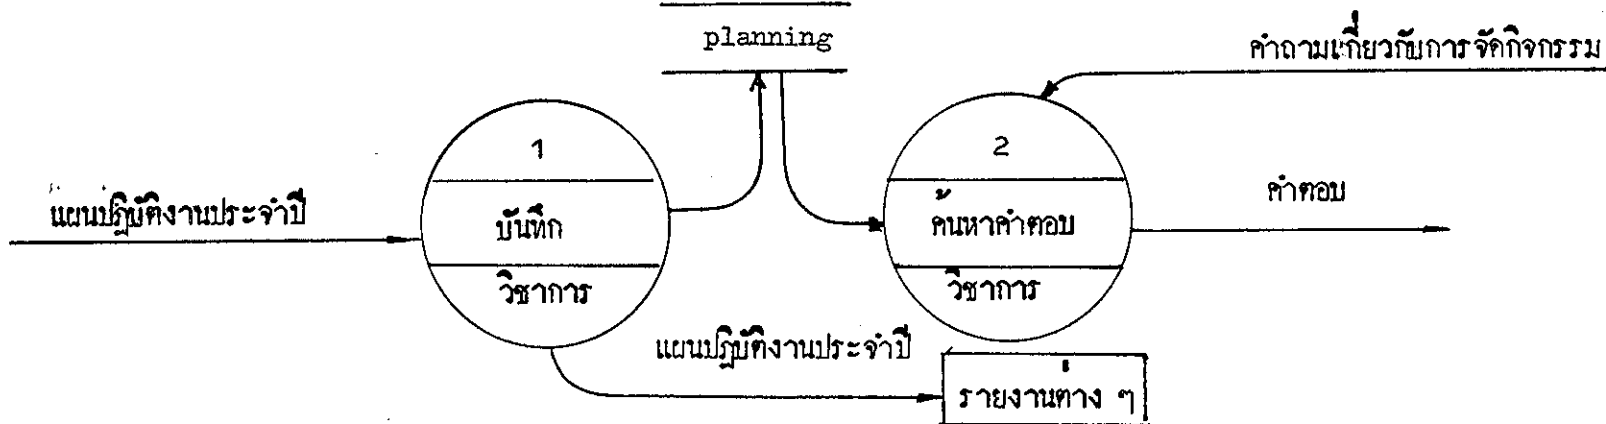 planning
คำถามเกี่ยวกับการจัดกิจกรรม
1
2
แผนปฏิบัติงานประจำปี
บันทึก
ค้นหาคำตอบ
คำตอบ
วิชาการ
วิชาการ
แผนปฏิบัติงานประจำปี
รายงานต่าง ๆ